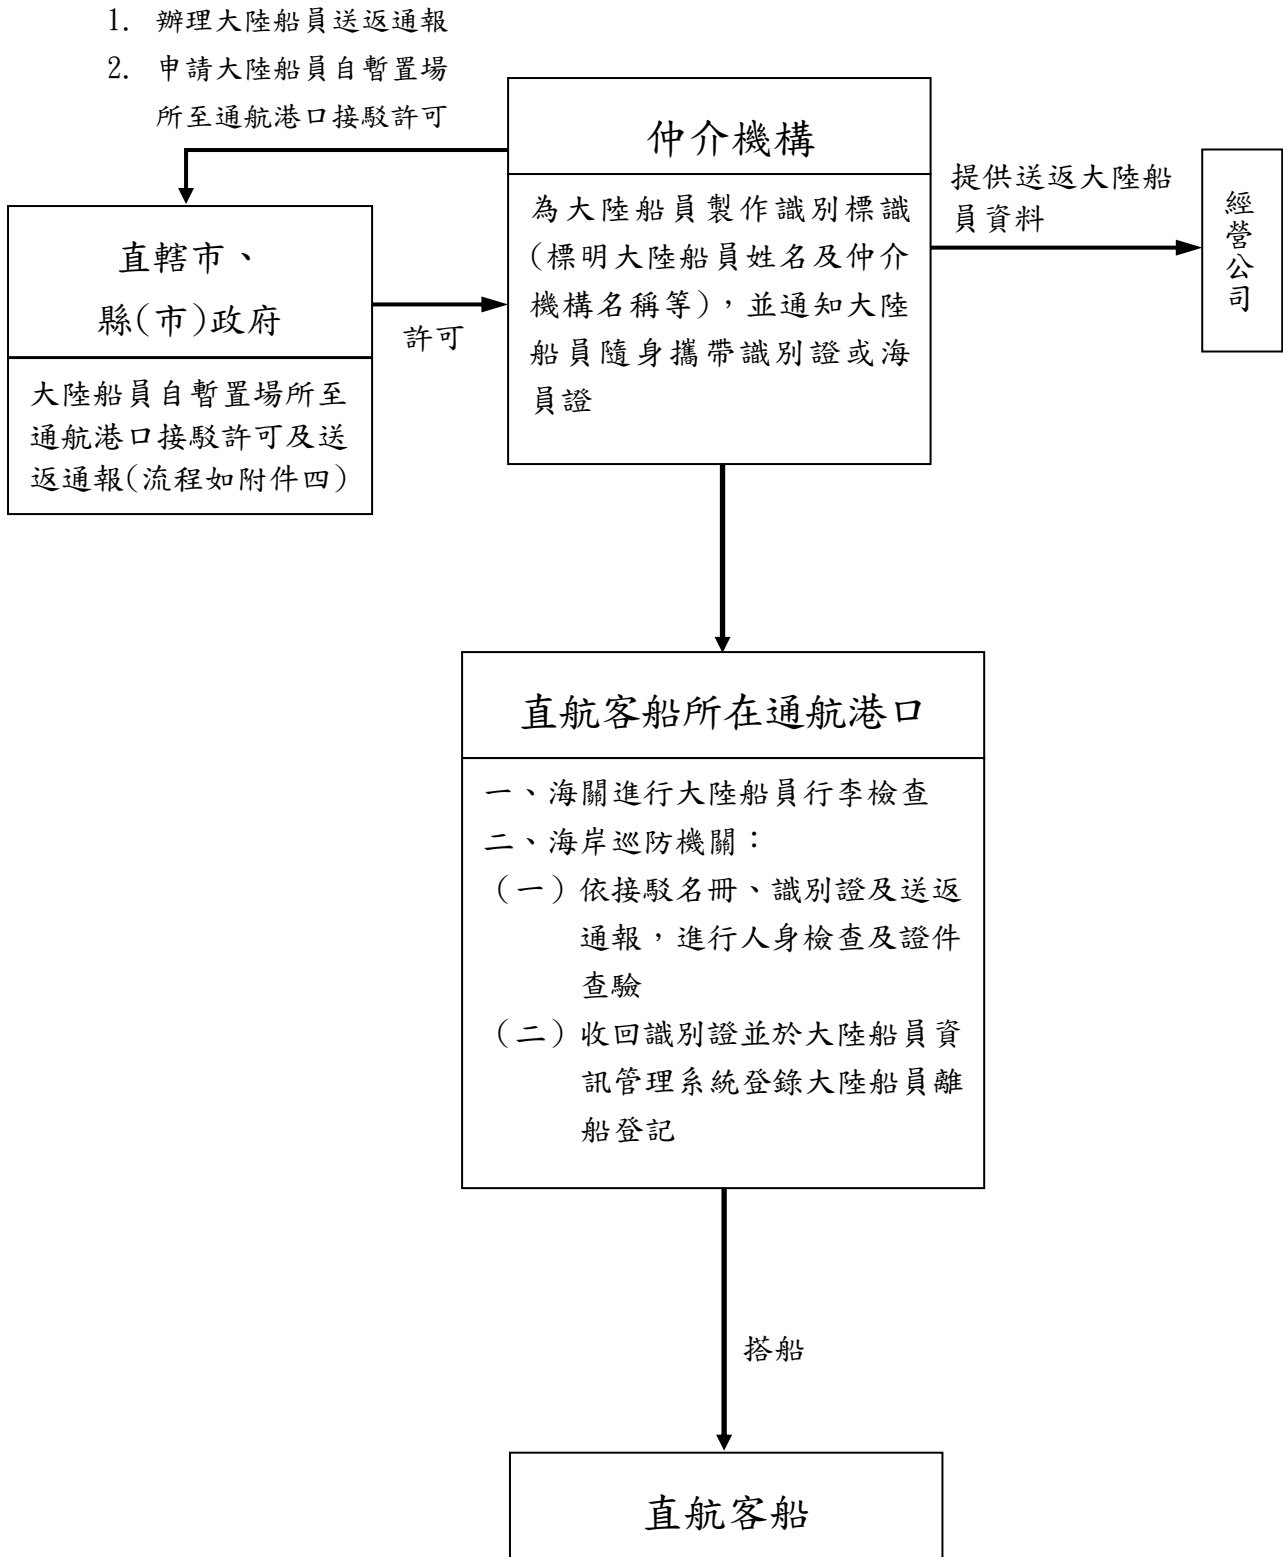 1. 辦理大陸船員送返通報
2. 申請大陸船員自暫置場
所至通航港口接駁許可
仲介機構
為大陸船員製作識別標識
(標明大陸船員姓名及仲介
機構名稱等)，並通知大陸
船員隨身攜帶識別證或海
員證
提供送返大陸船
員資料
經營公司
直轄市、
縣(市)政府
許可
大陸船員自暫置場所至
通航港口接駁許可及送
返通報(流程如附件四)
直航客船所在通航港口
一、海關進行大陸船員行李檢查
二、海岸巡防機關：
（一）依接駁名冊、識別證及送返
通報，進行人身檢查及證件
查驗
（二）收回識別證並於大陸船員資
訊管理系統登錄大陸船員離
船登記
搭船
直航客船